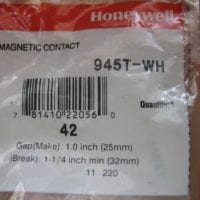 Honeywell
MAGNETIC CONTACT
945T-WH
Quantity
7 81410 22056 0
42
Gap(Make): 1.0 inch (25mm)
(Break): 1-1/4 inch min (32mm)
11 220